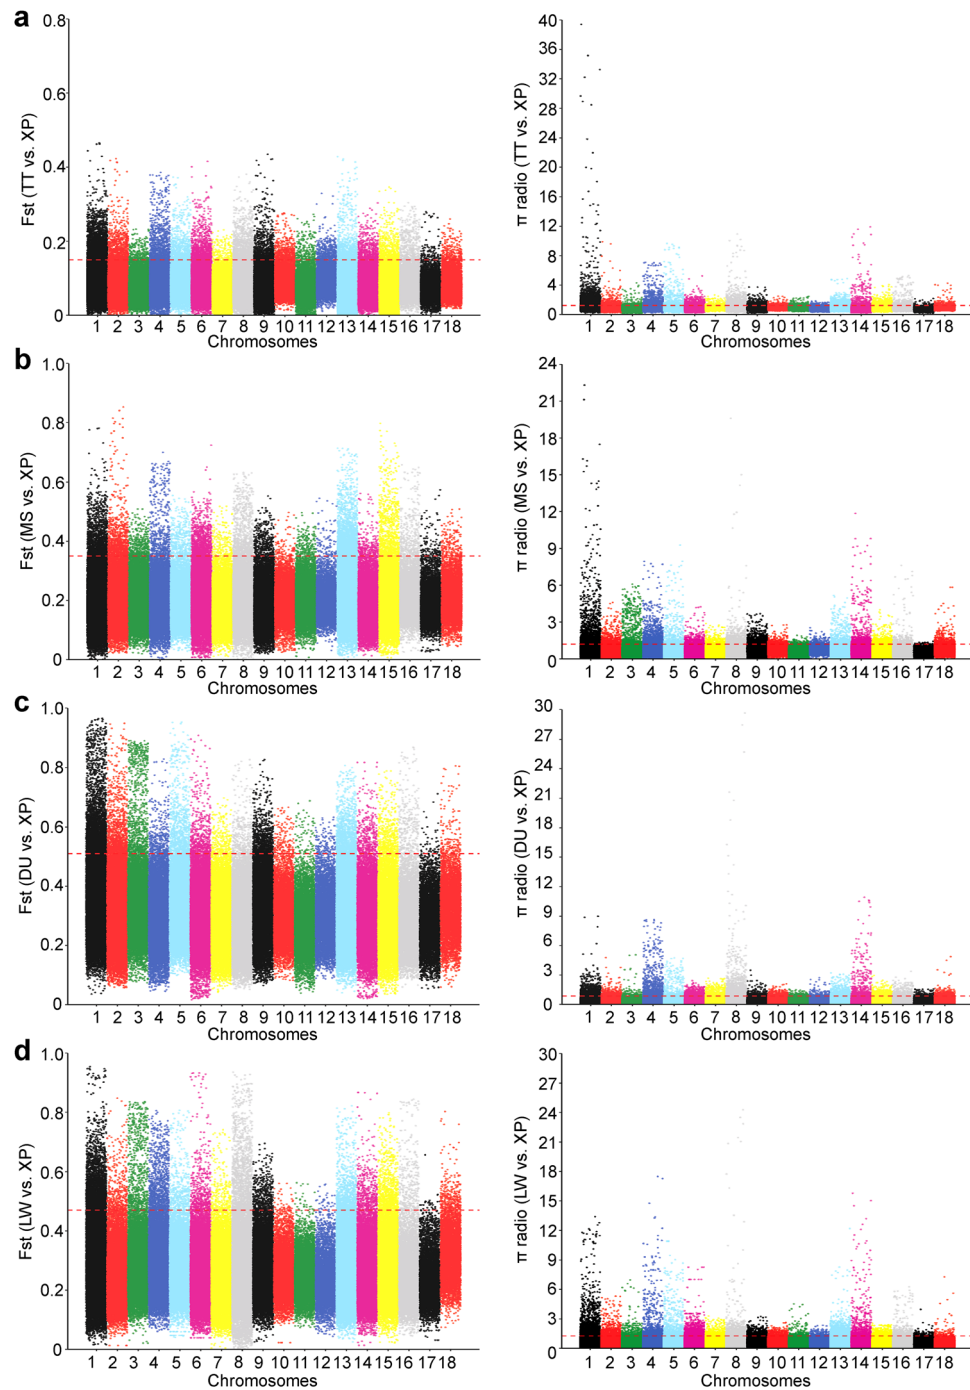 a
Fst (TT vs. XP)
0.8
0.6
0.4
0.2
0
1 2 3 4 5 6 7 8 9 10 11 12 13 14 15 16 17 18
Chromosomes
π radio (TT vs. XP)
40
36
32
28
24
20
16
12
8
4
0
1 2 3 4 5 6 7 8 9 10 11 12 13 14 15 16 17 18
Chromosomes
b
Fst (MS vs. XP)
1.0
0.8
0.6
0.4
0.2
0
1 2 3 4 5 6 7 8 9 10 11 12 13 14 15 16 17 18
Chromosomes
π radio (MS vs. XP)
24
21
18
15
12
9
6
3
0
1 2 3 4 5 6 7 8 9 10 11 12 13 14 15 16 17 18
Chromosomes
c
Fst (DU vs. XP)
1.0
0.8
0.6
0.4
0.2
0
1 2 3 4 5 6 7 8 9 10 11 12 13 14 15 16 17 18
Chromosomes
π radio (DU vs. XP)
30
27
24
21
18
15
12
9
6
3
0
1 2 3 4 5 6 7 8 9 10 11 12 13 14 15 16 17 18
Chromosomes
d
Fst (LW vs. XP)
1.0
0.8
0.6
0.4
0.2
0
1 2 3 4 5 6 7 8 9 10 11 12 13 14 15 16 17 18
Chromosomes
π radio (LW vs. XP)
30
27
24
21
18
15
12
9
6
3
0
1 2 3 4 5 6 7 8 9 10 11 12 13 14 15 16 17 18
Chromosomes